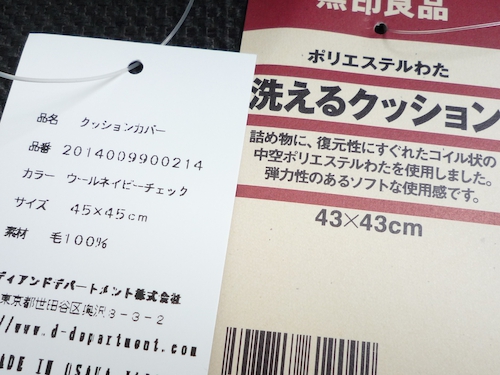 品名 クッションカバー
品番 2014009900214
カラー ウールネイビーチェック
サイズ 45×45cm
素材 毛100%
ディアンドデパートメント株式会社
東京都世田谷区奥沢8-3-2
//www.d-department.com
MADE IN OSAKA
無印良品
ポリエステルわた
洗えるクッション
詰め物に、復元性にすぐれたコイル状の
中空ポリエステルわたを使用しました。
弾力性のあるソフトな使用感です。
43×43cm